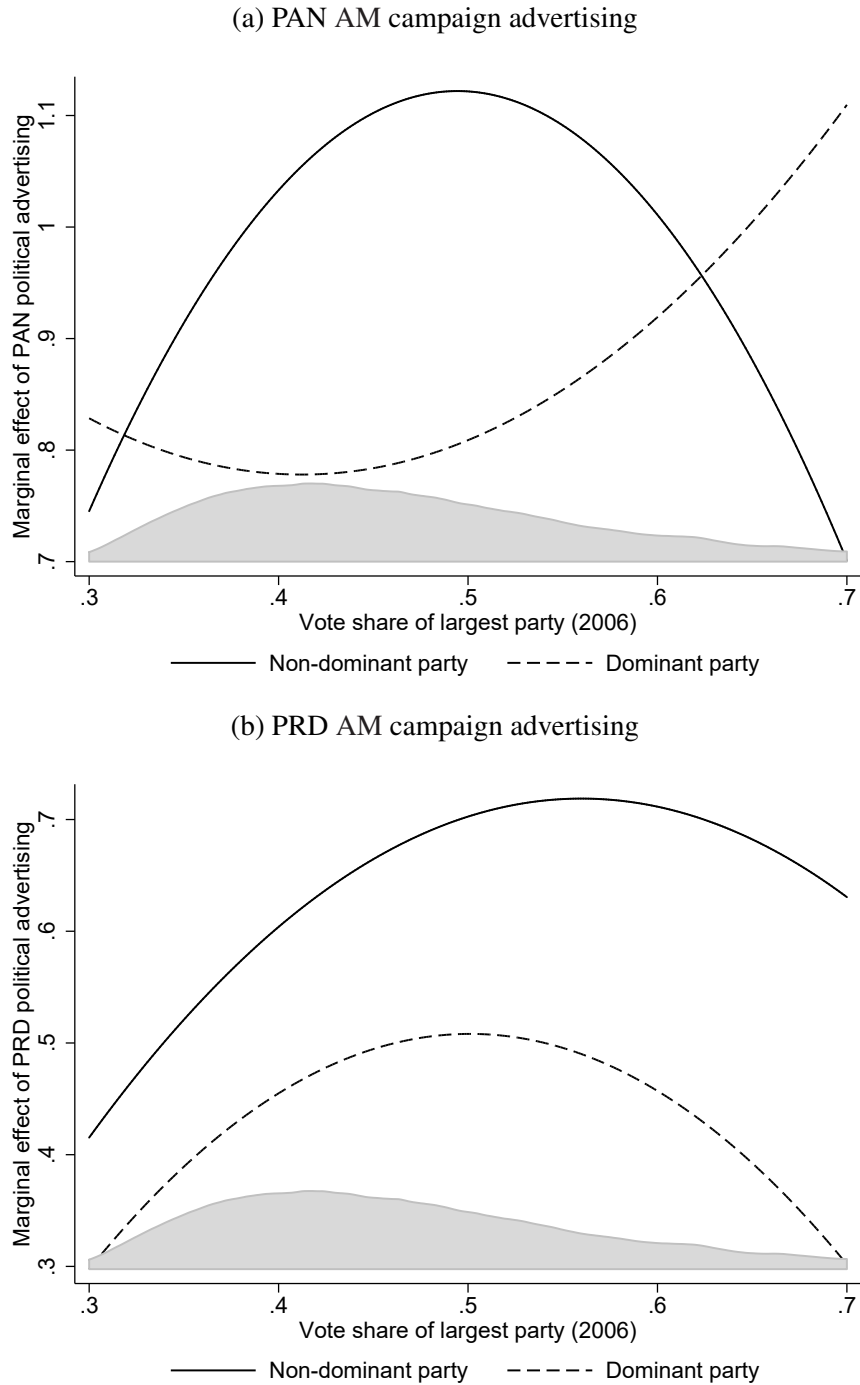 (a) PAN AM campaign advertising
Marginal effect of PAN political advertising
1.1
1
.9
.8
.7
.3 .4 .5 .6 .7
Vote share of largest party (2006)
Non-dominant party Dominant party
(b) PRD AM campaign advertising
Marginal effect of PRD political advertising
.7
.6
.5
.4
.3
.3 .4 .5 .6 .7
Vote share of largest party (2006)
Non-dominant party Dominant party